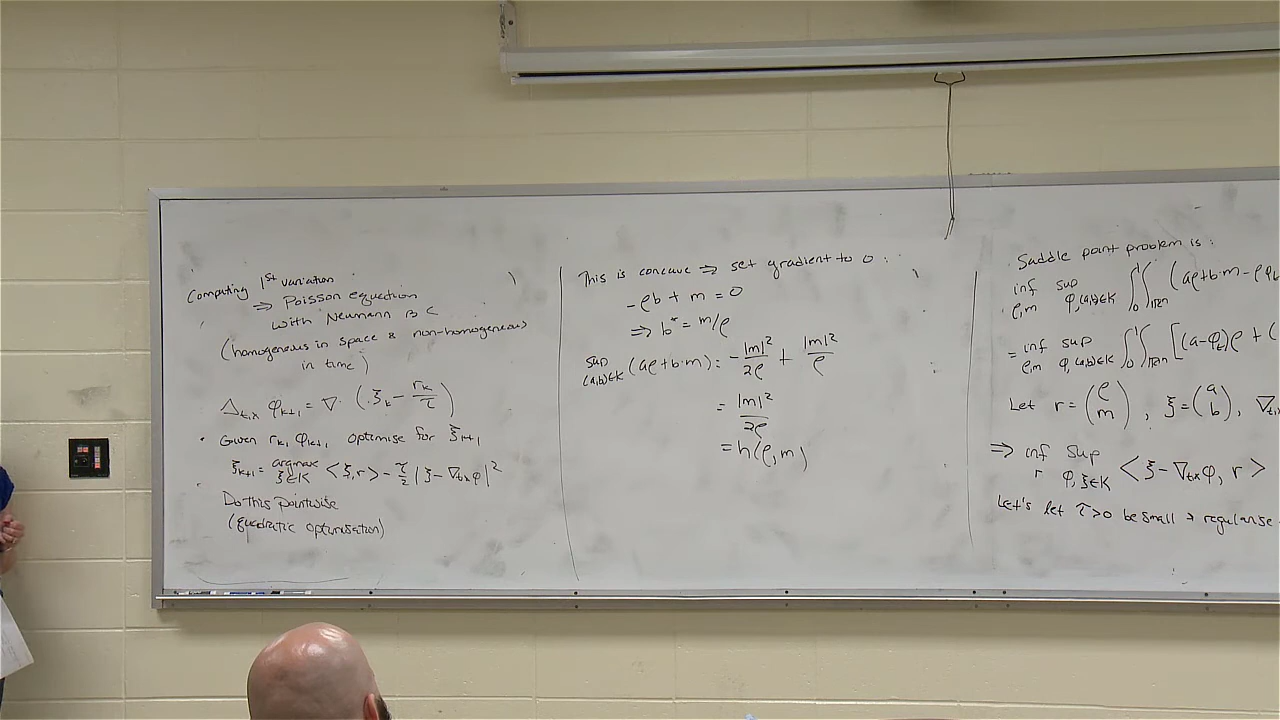 Computing 1st variation
⇒ Poisson equation
with Neumann BC
(homogeneous in space & non-homogeneous
in time)
Δ_{t,x} φ_{k+1} = ∇· (ξ_k - r_k/τ)
• Given r_k, φ_{k+1}, optimise for ξ_{k+1}
ξ_{k+1} = argmax_{ξ∈K} <ξ,r> - τ/2 |ξ - ∇_{t,x}φ|²
Do this pointwise
(quadratic optimisation)
This is concave ⇒ set gradient to 0 :
-ρb + m = 0
⇒ b* = m/ρ
sup_{(a,b)∈K} (aρ + b·m) = -|m|²/2ρ + |m|²/ρ
= |m|²/2ρ
= h(ρ,m)
Saddle point problem is :
inf_{ρ,m} sup_{φ,(a,b)∈K} ∫₀¹∫_{ℝⁿ} (aρ + b·m - ρφ_t
= inf_{ρ,m} sup_{φ,(a,b)∈K} ∫₀¹∫_{ℝⁿ} [(a-φ_t)ρ + (
Let r = (ρ m), ξ = (a b), ∇_{t,x}
⇒ inf_r sup_{φ,ξ∈K} <ξ - ∇_{t,x}φ, r>
Let's let τ>0 be small → regularise